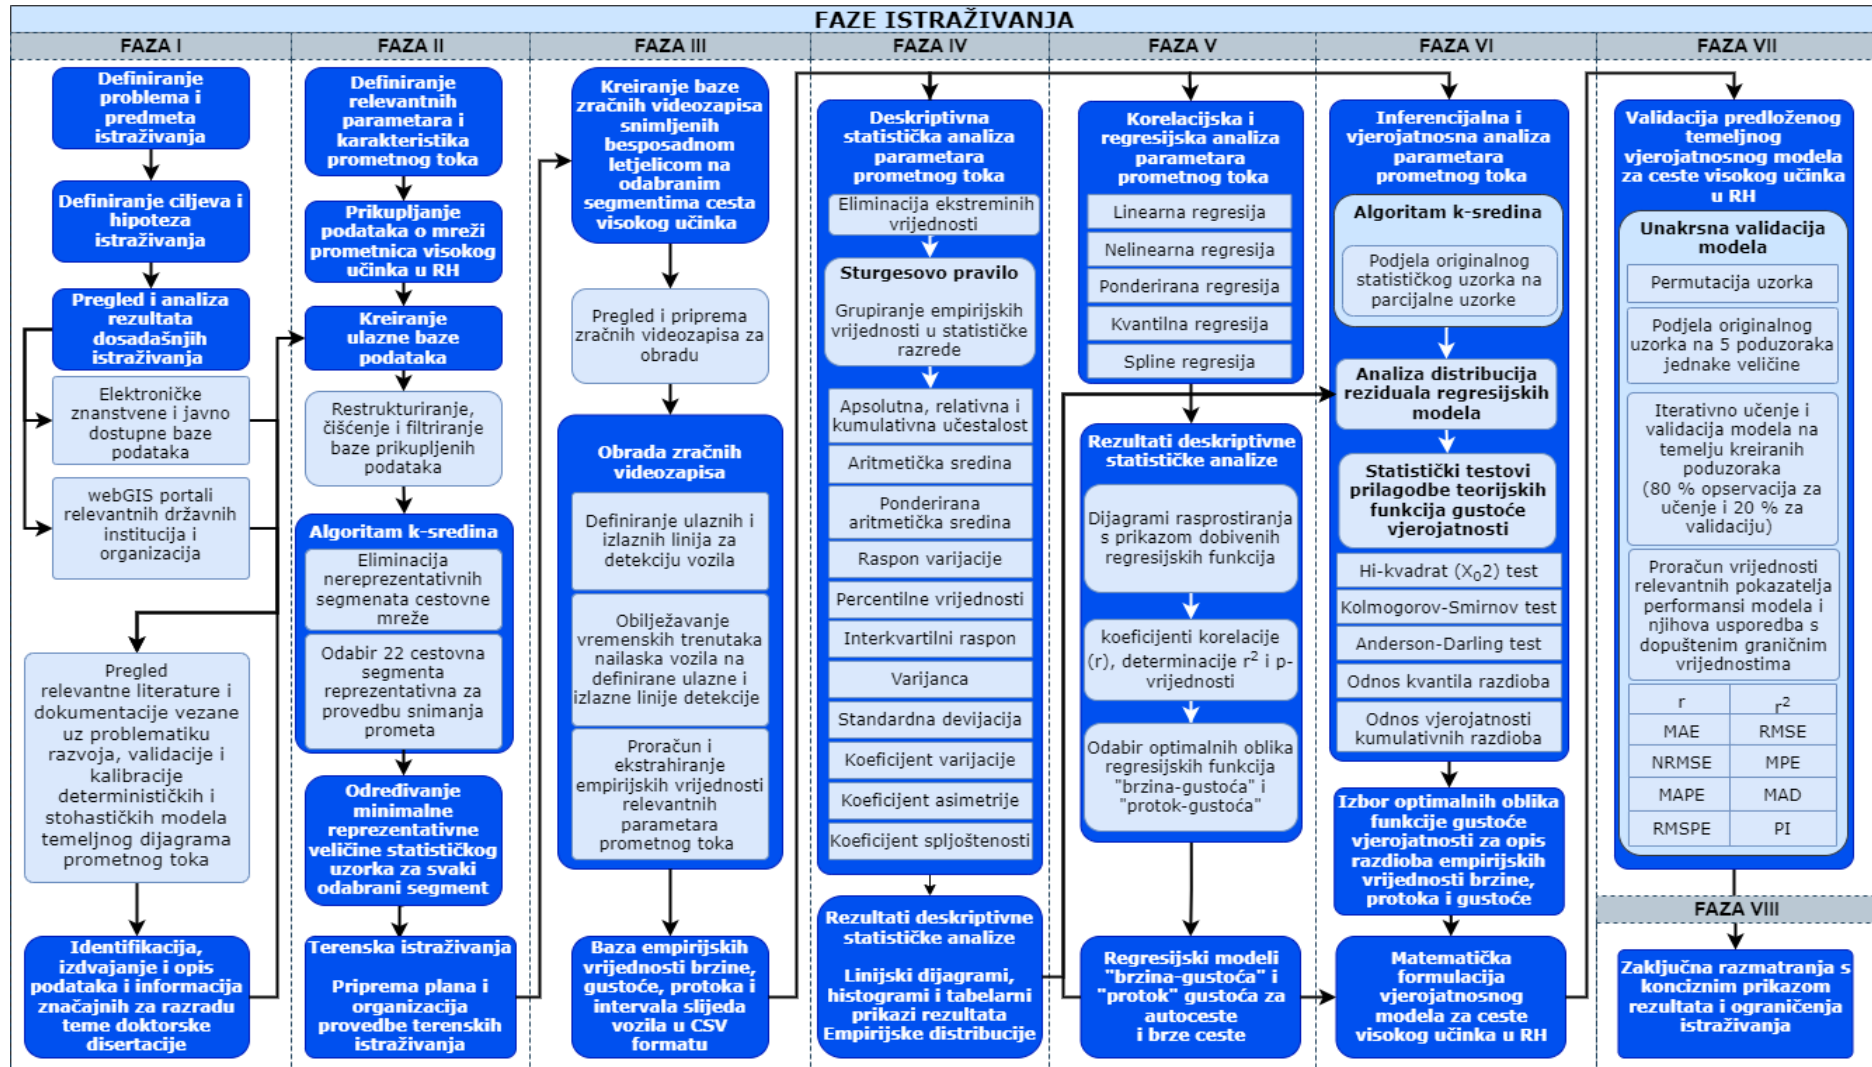 FAZE ISTRAŽIVANJA
FAZA I
Definiranje
problema i
predmeta
istraživanja
Definiranje ciljeva i
hipoteza
istraživanja
Pregled i analiza
rezultata
dosadašnjih
istraživanja
Elektroničke
znanstvene i javno
dostupne baze
podataka
webGIS portali
relevantnih državnih
institucija i
organizacija
Pregled
relevantne literature i
dokumentacije vezane
uz problematiku
razvoja, validacije i
kalibracije
determinističkih i
stohastičkih modela
temeljnog dijagrama
prometnog toka
Identifikacija,
izdvajanje i opis
podataka i informacija
značajnih za razradu
teme doktorske
disertacije
FAZA II
Definiranje
relevantnih
parametara i
karakteristika
prometnog toka
Prikupljanje
podataka o mreži
prometnica visokog
učinka u RH
Kreiranje
ulazne baze
podataka
Restrukturiranje,
čišćenje i filtriranje
baze prikupljenih
podataka
Algoritam k-sredina
Eliminacija
nereprezentativnih
segmenata cestovne
mreže
Odabir 22 cestovna
segmenta
reprezentativna za
provedbu snimanja
prometa
Određivanje
minimalne
reprezentativne
veličine statističkog
uzorka za svaki
odabrani segment
Terenska istraživanja
Priprema plana i
organizacija
provedbe terenskih
istraživanja
FAZA III
Kreiranje baze
zračnih videozapisa
snimljenih
besposadnom
letjelicom na
odabranim
segmentima cesta
visokog učinka
Pregled i priprema
zračnih videozapisa za
obradu
Obrada zračnih
videozapisa
Definiranje ulaznih i
izlaznih linija za
detekciju vozila
Obilježavanje
vremenskih trenutaka
nailaska vozila na
definirane ulazne i
izlazne linije detekcije
Proračun i
ekstrahiranje
empirijskih vrijednosti
relevantnih
parametara
prometnog toka
Baza empirijskih
vrijednosti brzine,
gustoće, protoka i
intervala slijeda
vozila u CSV
formatu
FAZA IV
Deskriptivna
statistička analiza
parametara
prometnog toka
Eliminacija ekstreminih
vrijednosti
Sturgesovo pravilo
Grupiranje empirijskih
vrijednosti u statističke
razrede
Apsolutna, relativna i
kumulativna učestalost
Aritmetička sredina
Ponderirana
aritmetička sredina
Raspon varijacije
Percentilne vrijednosti
Interkvartilni raspon
Varijanca
Standardna devijacija
Koeficijent varijacije
Koeficijent asimetrije
Koeficijent spljoštenosti
Rezultati deskriptivne
statističke analize
Linijski dijagrami,
histogrami i tabelarni
prikazi rezultata
Empirijske distribucije
FAZA V
Korelacijska i
regresijska analiza
parametara
prometnog toka
Linearna regresija
Nelinearna regresija
Ponderirana regresija
Kvantilna regresija
Spline regresija
Rezultati deskriptivne
statističke analize
Dijagrami rasprostiranja
s prikazom dobivenih
regresijskih funkcija
koeficijenti korelacije
(r), determinacije r² i p-
vrijednosti
Odabir optimalnih oblika
regresijskih funkcija
"brzina-gustoća" i
"protok-gustoća"
Regresijski modeli
"brzina-gustoća" i
"protok" gustoća za
autoceste
i brze ceste
FAZA VI
Inferencijalna i
vjerojatnosna analiza
parametara
prometnog toka
Algoritam k-sredina
Podjela originalnog
statističkog uzorka na
parcijalne uzorke
Analiza distribucija
reziduala regresijskih
modela
Statistički testovi
prilagodbe teorijskih
funkcija gustoće
vjerojatnosti
Hi-kvadrat (X₀2) test
Kolmogorov-Smirnov test
Anderson-Darling test
Odnos kvantila razdioba
Odnos vjerojatnosti
kumulativnih razdioba
Izbor optimalnih oblika
funkcije gustoće
vjerojatnosti za opis
razdioba empirijskih
vrijednosti brzine,
protoka i gustoće
Matematička
formulacija
vjerojatnosnog
modela za ceste
visokog učinka u RH
FAZA VII
Validacija predloženog
temeljnog
vjerojatnosnog modela
za ceste visokog učinka
u RH
Unakrsna validacija
modela
Permutacija uzorka
Podjela originalnog
uzorka na 5 poduzoraka
jednake veličine
Iterativno učenje i
validacija modela na
temelju kreiranih
poduzoraka
(80 % opservacija za
učenje i 20 % za
validaciju)
Proračun vrijednosti
relevantnih pokazatelja
performansi modela i
njihova usporedba s
dopuštenim graničnim
vrijednostima
r r²
MAE RMSE
NRMSE MPE
MAPE MAD
RMSPE PI
FAZA VIII
Zaključna razmatranja s
konciznim prikazom
rezultata i ograničenja
istraživanja